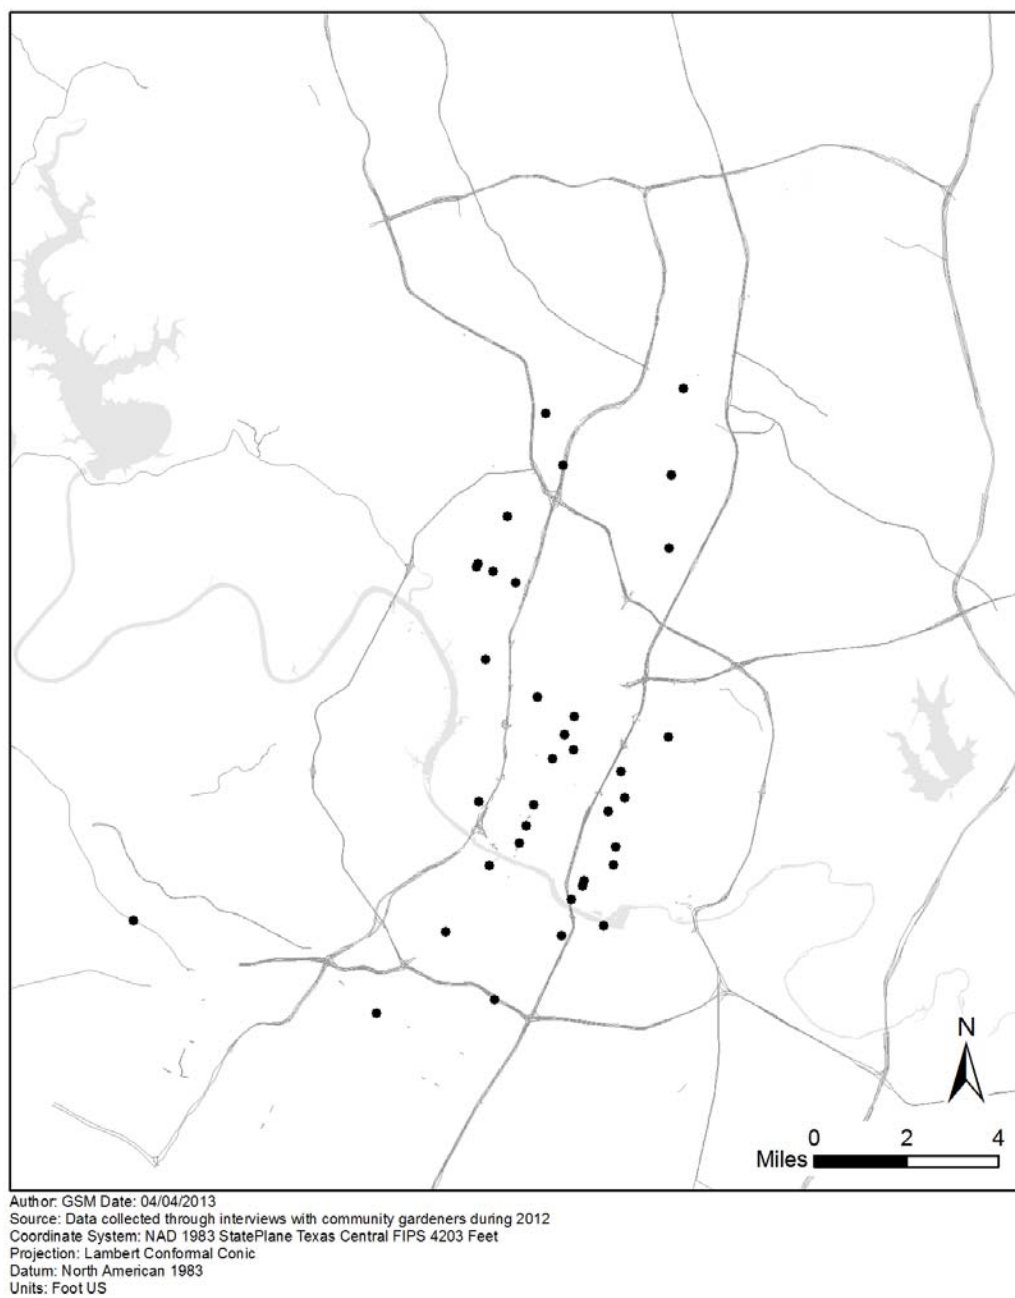 N
0 2 4
Miles
Author: GSM Date: 04/04/2013
Source: Data collected through interviews with community gardeners during 2012
Coordinate System: NAD 1983 StatePlane Texas Central FIPS 4203 Feet
Projection: Lambert Conformal Conic
Datum: North American 1983
Units: Foot US